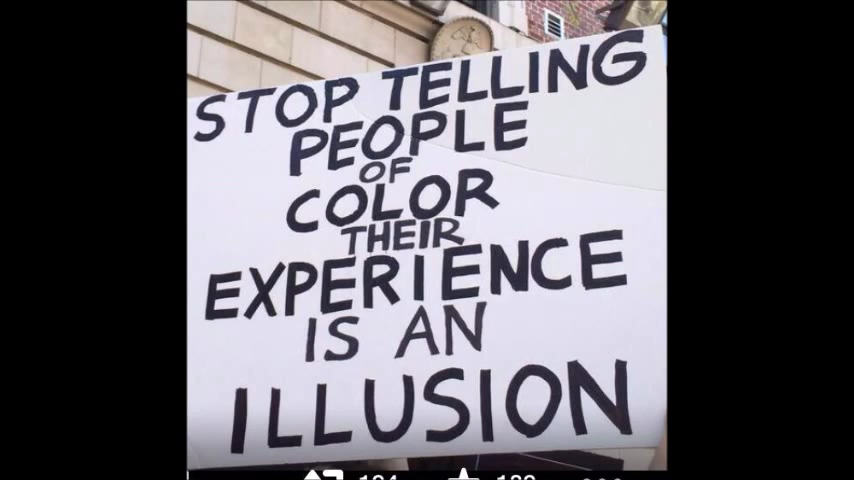 STOP TELLING
PEOPLE
OF
COLOR
THEIR
EXPERIENCE
IS AN
ILLUSION